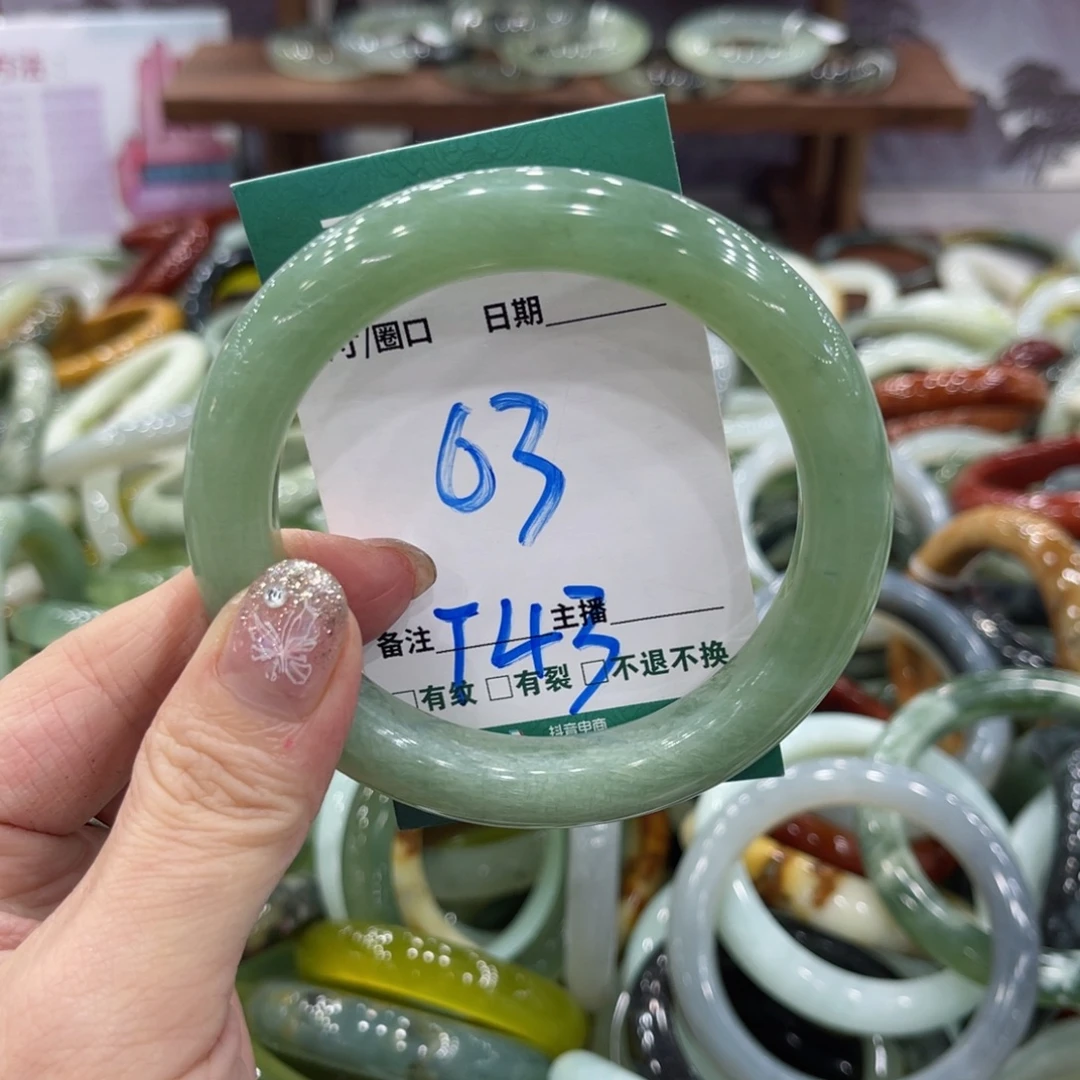 寸/圈口 日期
63
T43
备注 主播
□有纹 □有裂 □不退不换
抖音电商